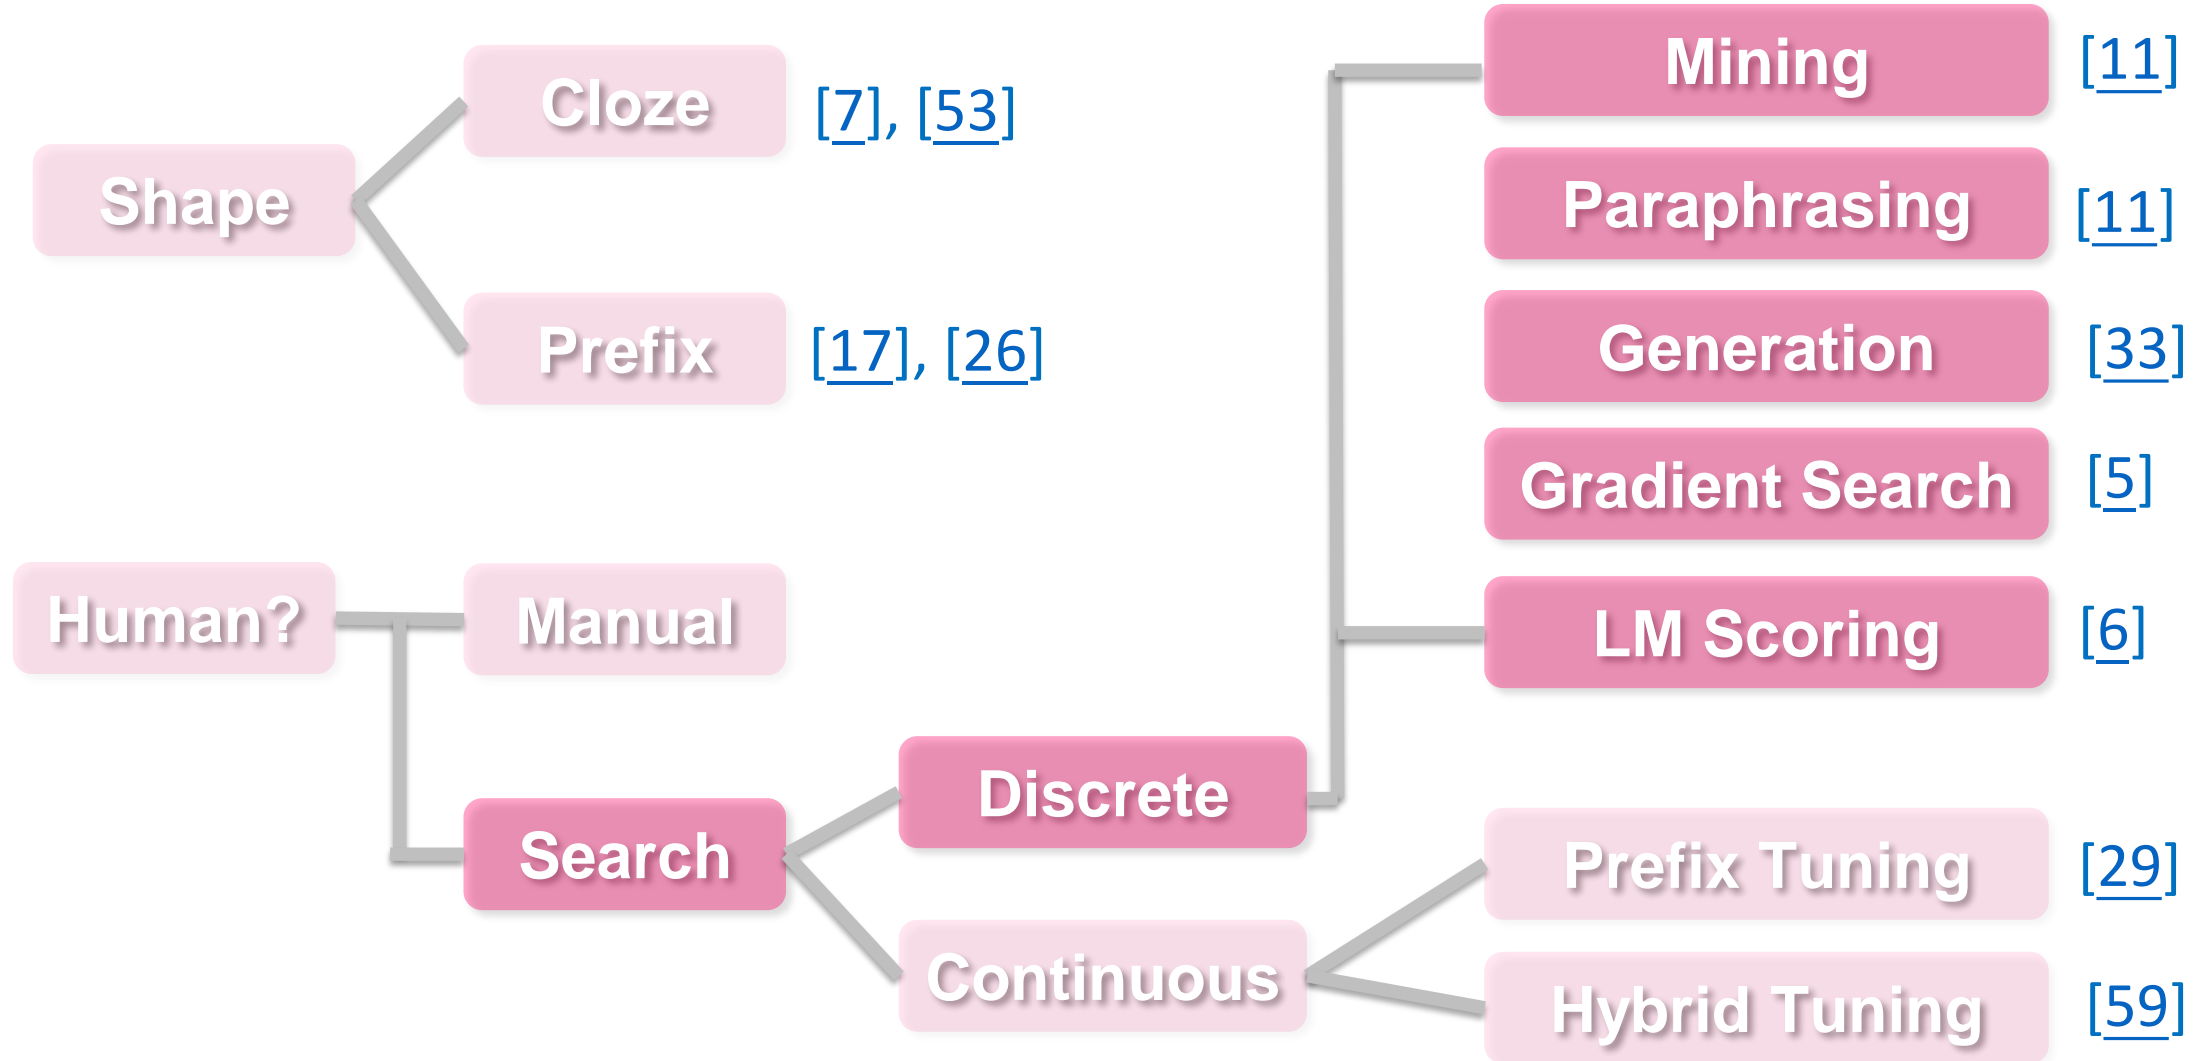 Shape
Cloze [7], [53]
Prefix [17], [26]
Human?
Manual
Search
Discrete
Mining [11]
Paraphrasing [11]
Generation [33]
Gradient Search [5]
LM Scoring [6]
Continuous
Prefix Tuning [29]
Hybrid Tuning [59]